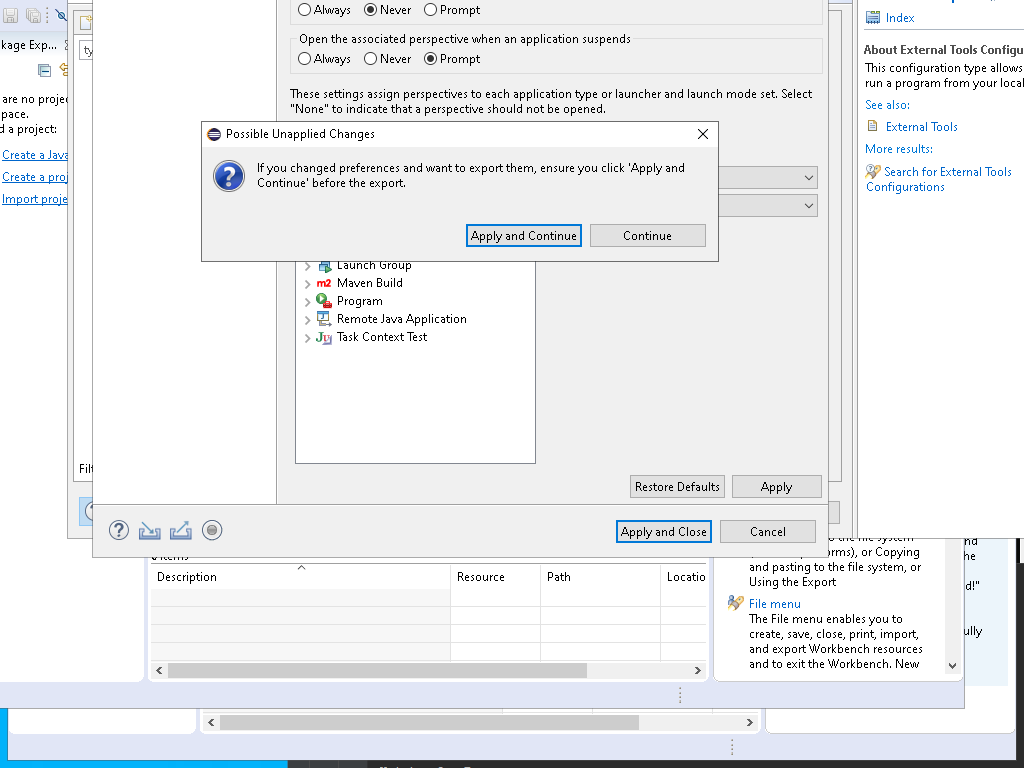 Always Never Prompt
Open the associated perspective when an application suspends
Always Never Prompt
These settings assign perspectives to each application type or launcher and launch mode set. Select
"None" to indicate that a perspective should not be opened.
Possible Unapplied Changes
If you changed preferences and want to export them, ensure you click 'Apply and
Continue' before the export.
Apply and Continue Continue
Launch Group
Maven Build
Program
Remote Java Application
Task Context Test
Restore Defaults Apply
Apply and Close Cancel
kage Exp...
are no projec
pace.
d a project:
Create a Java
Create a proj
Import proje
ty
Filt
Index
About External Tools Configu
This configuration type allows
run a program from your local
See also:
External Tools
More results:
Search for External Tools
Configurations
Description Resource Path Locatio
orms), or Copying
and pasting to the file system, or
Using the Export
File menu
The File menu enables you to
create, save, close, print, import,
and export Workbench resources
and to exit the Workbench. New
nd
he
d!"
ully